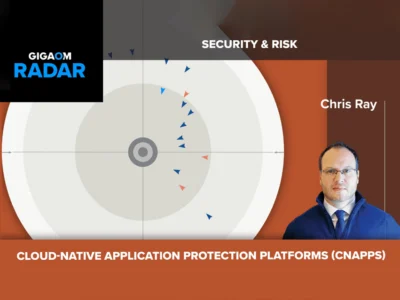 GIGAOM
RADAR
SECURITY & RISK
Chris Ray
CLOUD-NATIVE APPLICATION PROTECTION PLATFORMS (CNAPPS)